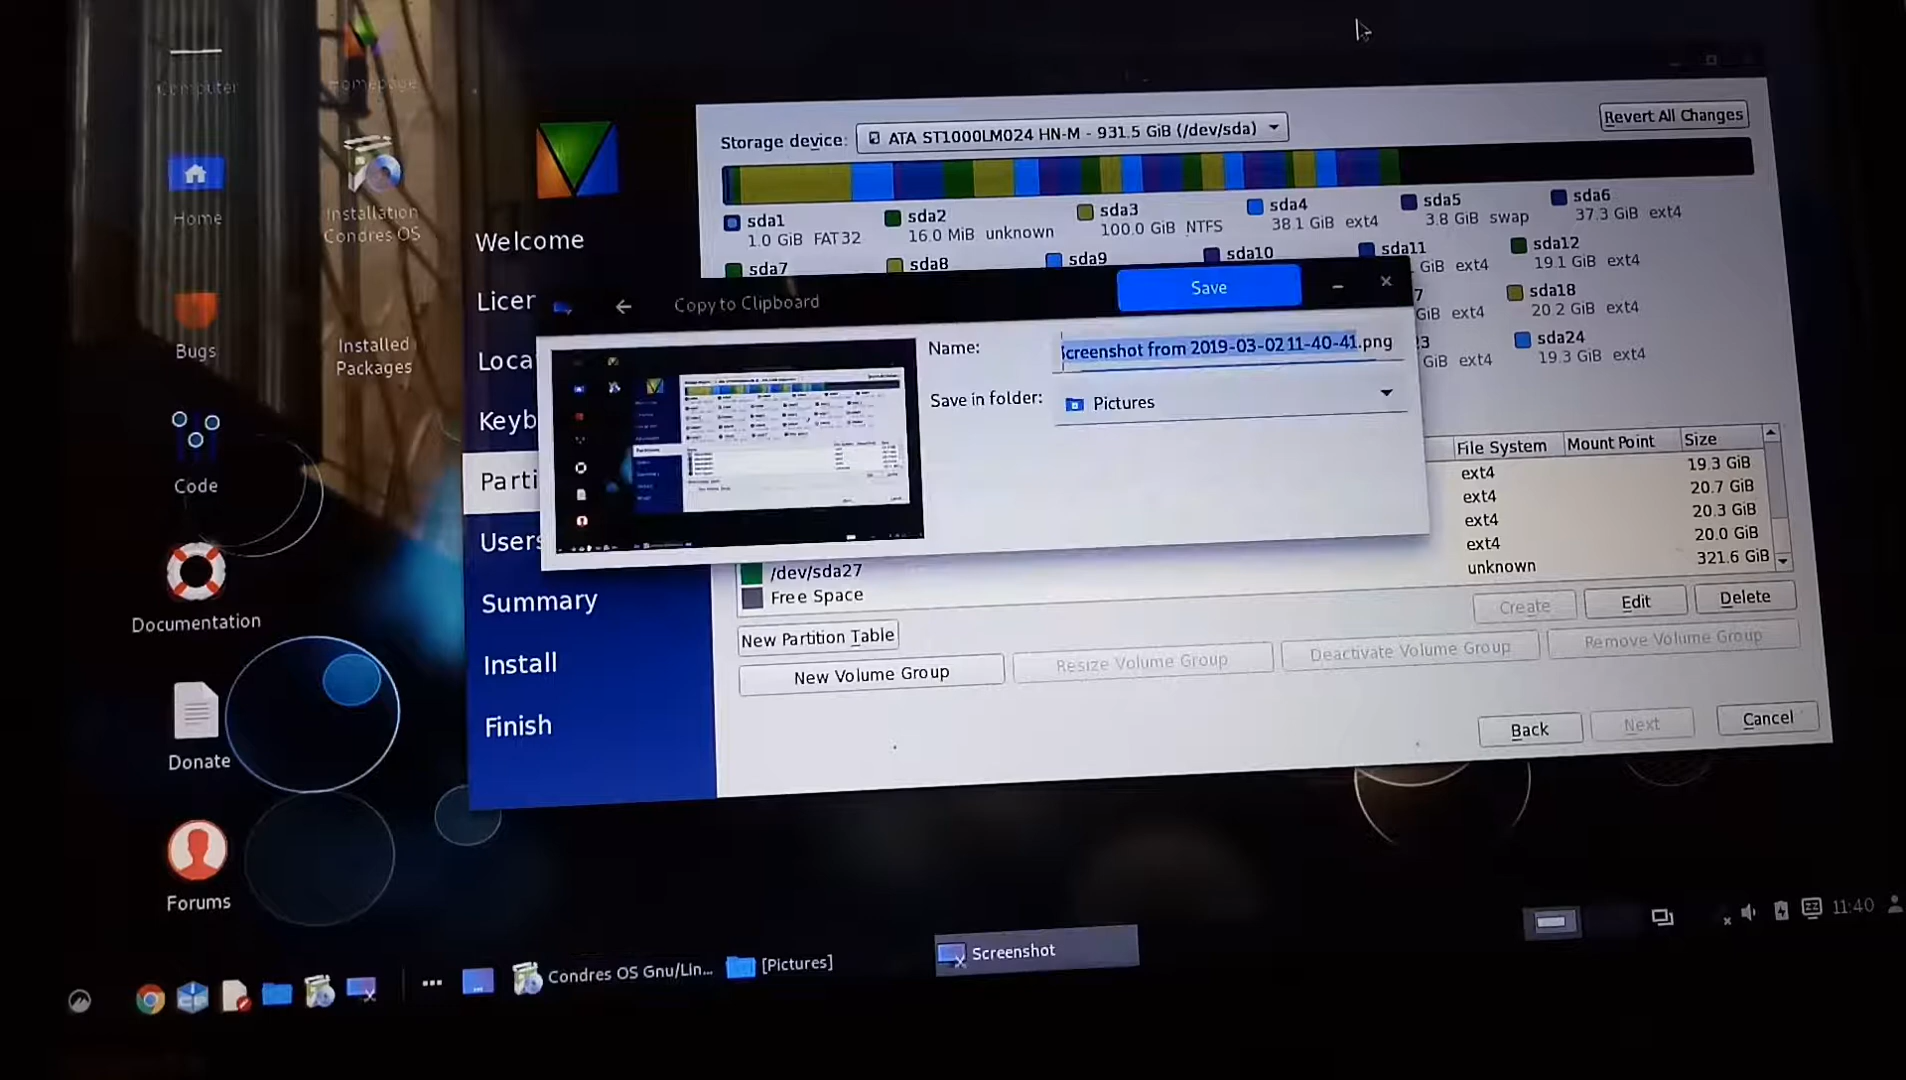 Computer
Homepage
Home
Installation
Condres OS
Bugs
Installed
Packages
Code
Documentation
Donate
Forums
Welcome
Licen
Loca
Keyb
Parti
Users
Summary
Install
Finish
Storage device: ATA ST1000LM024 HN-M - 931.5 GiB (/dev/sda)
Revert All Changes
sda1
1.0 GiB FAT32
sda2
16.0 MiB unknown
sda3
100.0 GiB NTFS
sda4
38.1 GiB ext4
sda5
3.8 GiB swap
sda6
37.3 GiB ext4
sda7
sda8
sda9
sda10
sda11
GiB ext4
sda12
19.1 GiB ext4
7
GiB ext4
sda18
20.2 GiB ext4
3
GiB ext4
sda24
19.3 GiB ext4
Copy to Clipboard
Save
Name: Screenshot from 2019-03-02 11-40-41.png
Save in folder: Pictures
File System Mount Point Size
ext4 19.3 GiB
ext4 20.7 GiB
ext4 20.3 GiB
ext4 20.0 GiB
/dev/sda27 unknown 321.6 GiB
Free Space
Create Edit Delete
New Partition Table
New Volume Group Resize Volume Group Deactivate Volume Group Remove Volume Group
Back Next Cancel
Condres OS Gnu/Lin...
[Pictures]
Screenshot
11:40